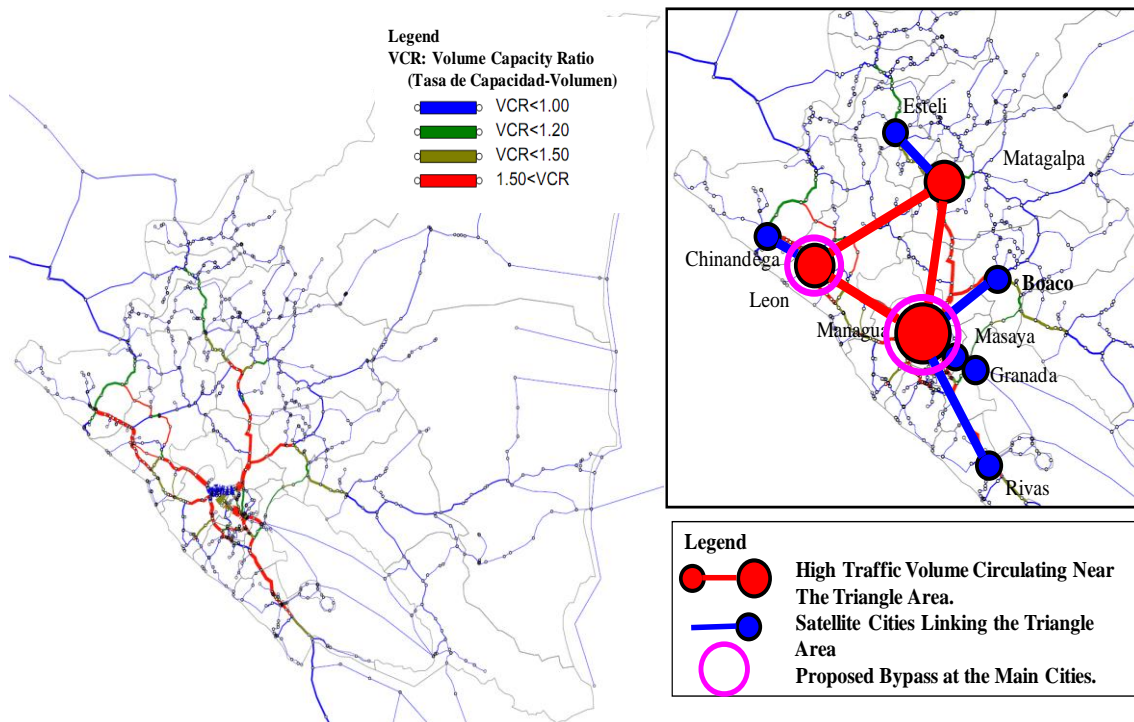 Legend
VCR: Volume Capacity Ratio
(Tasa de Capacidad-Volumen)
VCR<1.00
VCR<1.20
VCR<1.50
1.50<VCR
Esteli
Matagalpa
Chinandega
Leon
Boaco
Managua
Masaya
Granada
Rivas
Legend
High Traffic Volume Circulating Near
The Triangle Area.
Satellite Cities Linking the Triangle
Area
Proposed Bypass at the Main Cities.